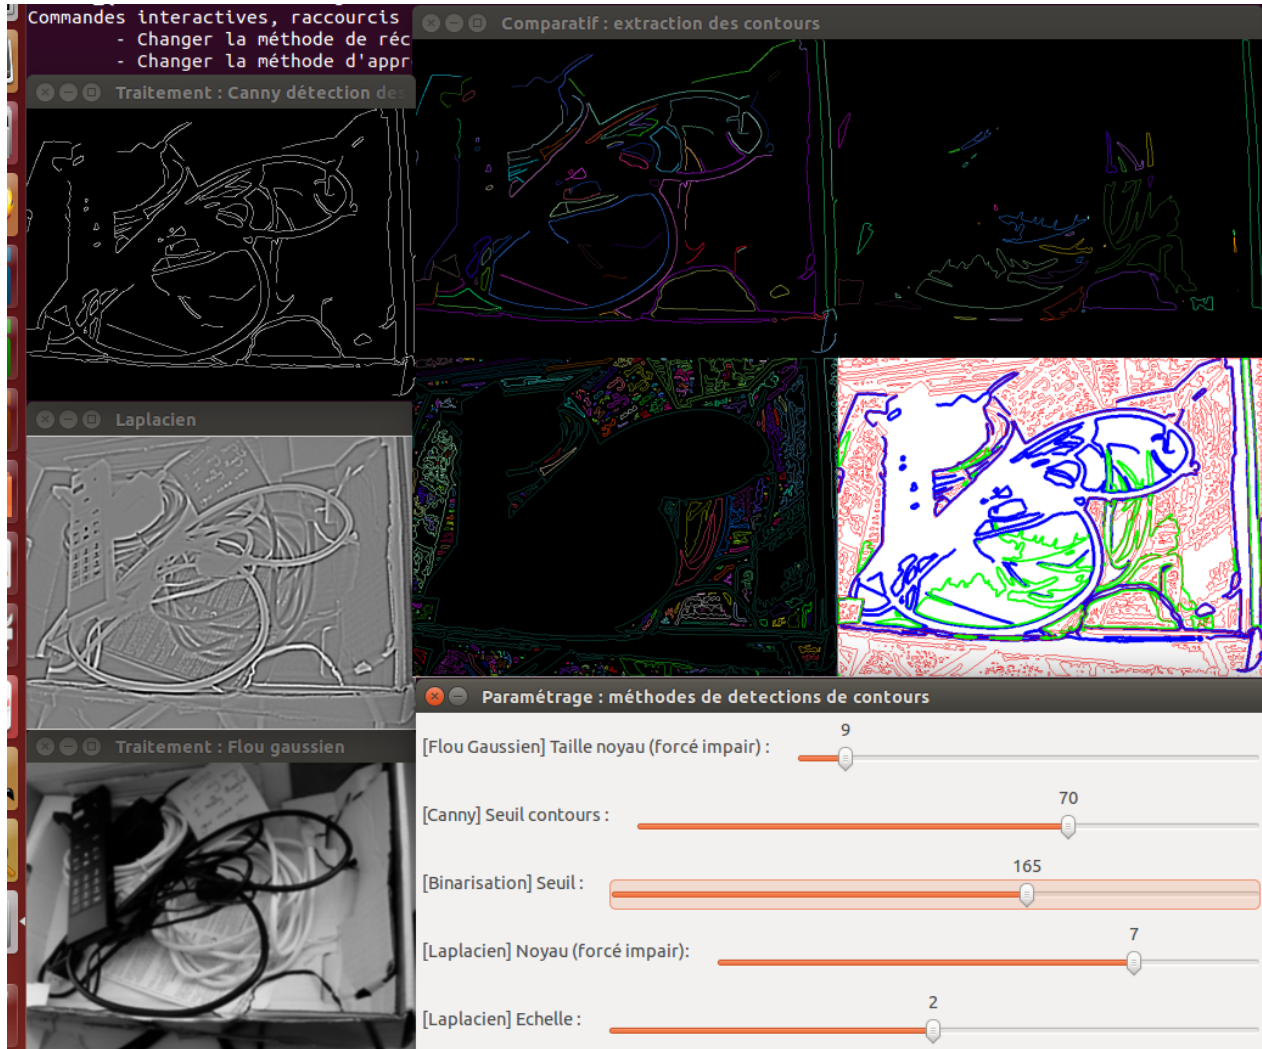 Commandes interactives, raccourcis
- Changer la méthode de réc
- Changer la méthode d'appr
Comparatif : extraction des contours
Traitement : Canny détection des
Laplacien
Traitement : Flou gaussien
Paramétrage : méthodes de detections de contours
9
[Flou Gaussien] Taille noyau (forcé impair) :
70
[Canny] Seuil contours :
165
[Binarisation] Seuil :
7
[Laplacien] Noyau (forcé impair):
2
[Laplacien] Echelle :